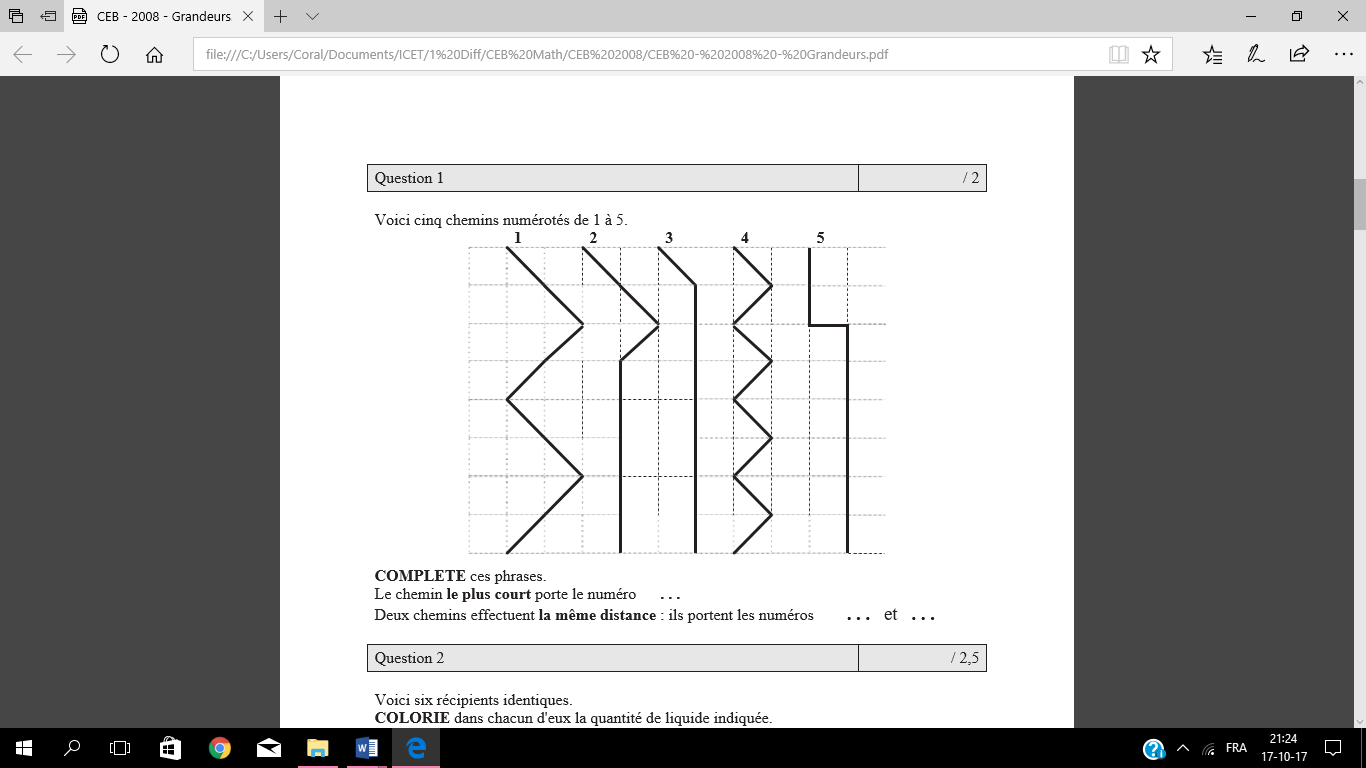 CEB - 2008 - Grandeurs
file:///C:/Users/Coral/Documents/ICET/1%20Diff/CEB%20Math/CEB%202008/CEB%20-%202008%20-%20Grandeurs.pdf
Question 1 / 2
Voici cinq chemins numérotés de 1 à 5.
1 2 3 4 5
COMPLETE ces phrases.
Le chemin le plus court porte le numéro ...
Deux chemins effectuent la même distance : ils portent les numéros ... et ...
Question 2 / 2,5
Voici six récipients identiques.
COLORIE dans chacun d'eux la quantité de liquide indiquée.
FRA
21:24
17-10-17